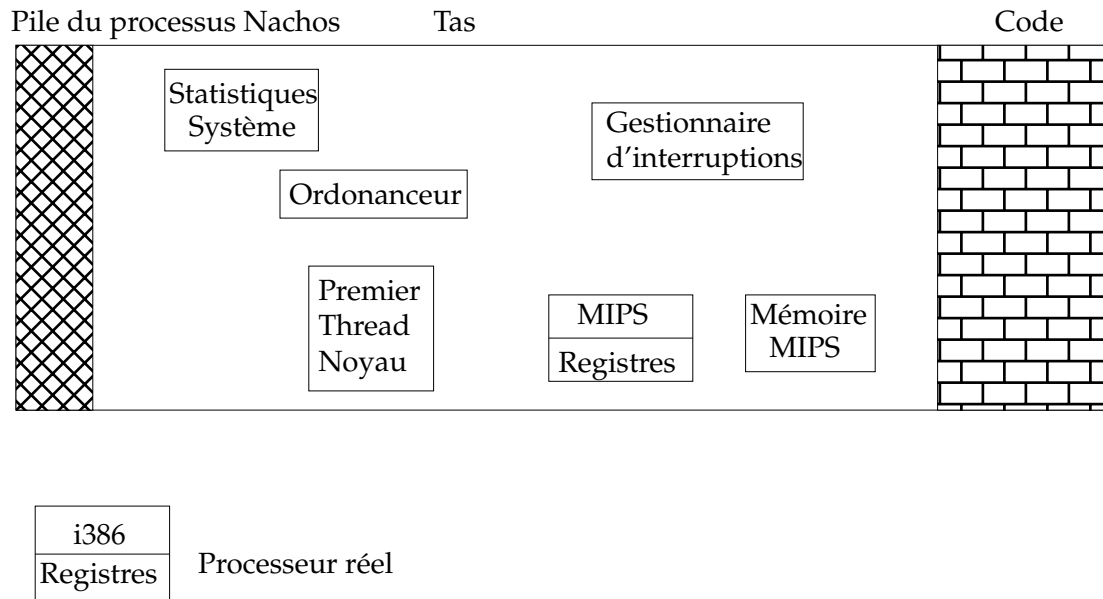 Pile du processus Nachos
Tas
Code
Statistiques
Système
Gestionnaire
d'interruptions
Ordonanceur
Premier
Thread
Noyau
MIPS
Registres
Mémoire
MIPS
i386
Registres
Processeur réel